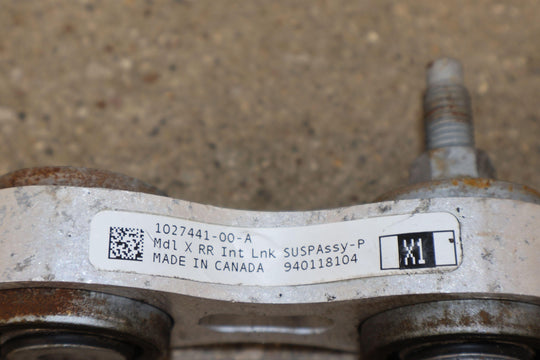 1027441-00-A
Mdl X RR Int Lnk SUSPAssy-P
MADE IN CANADA 940118104
X1